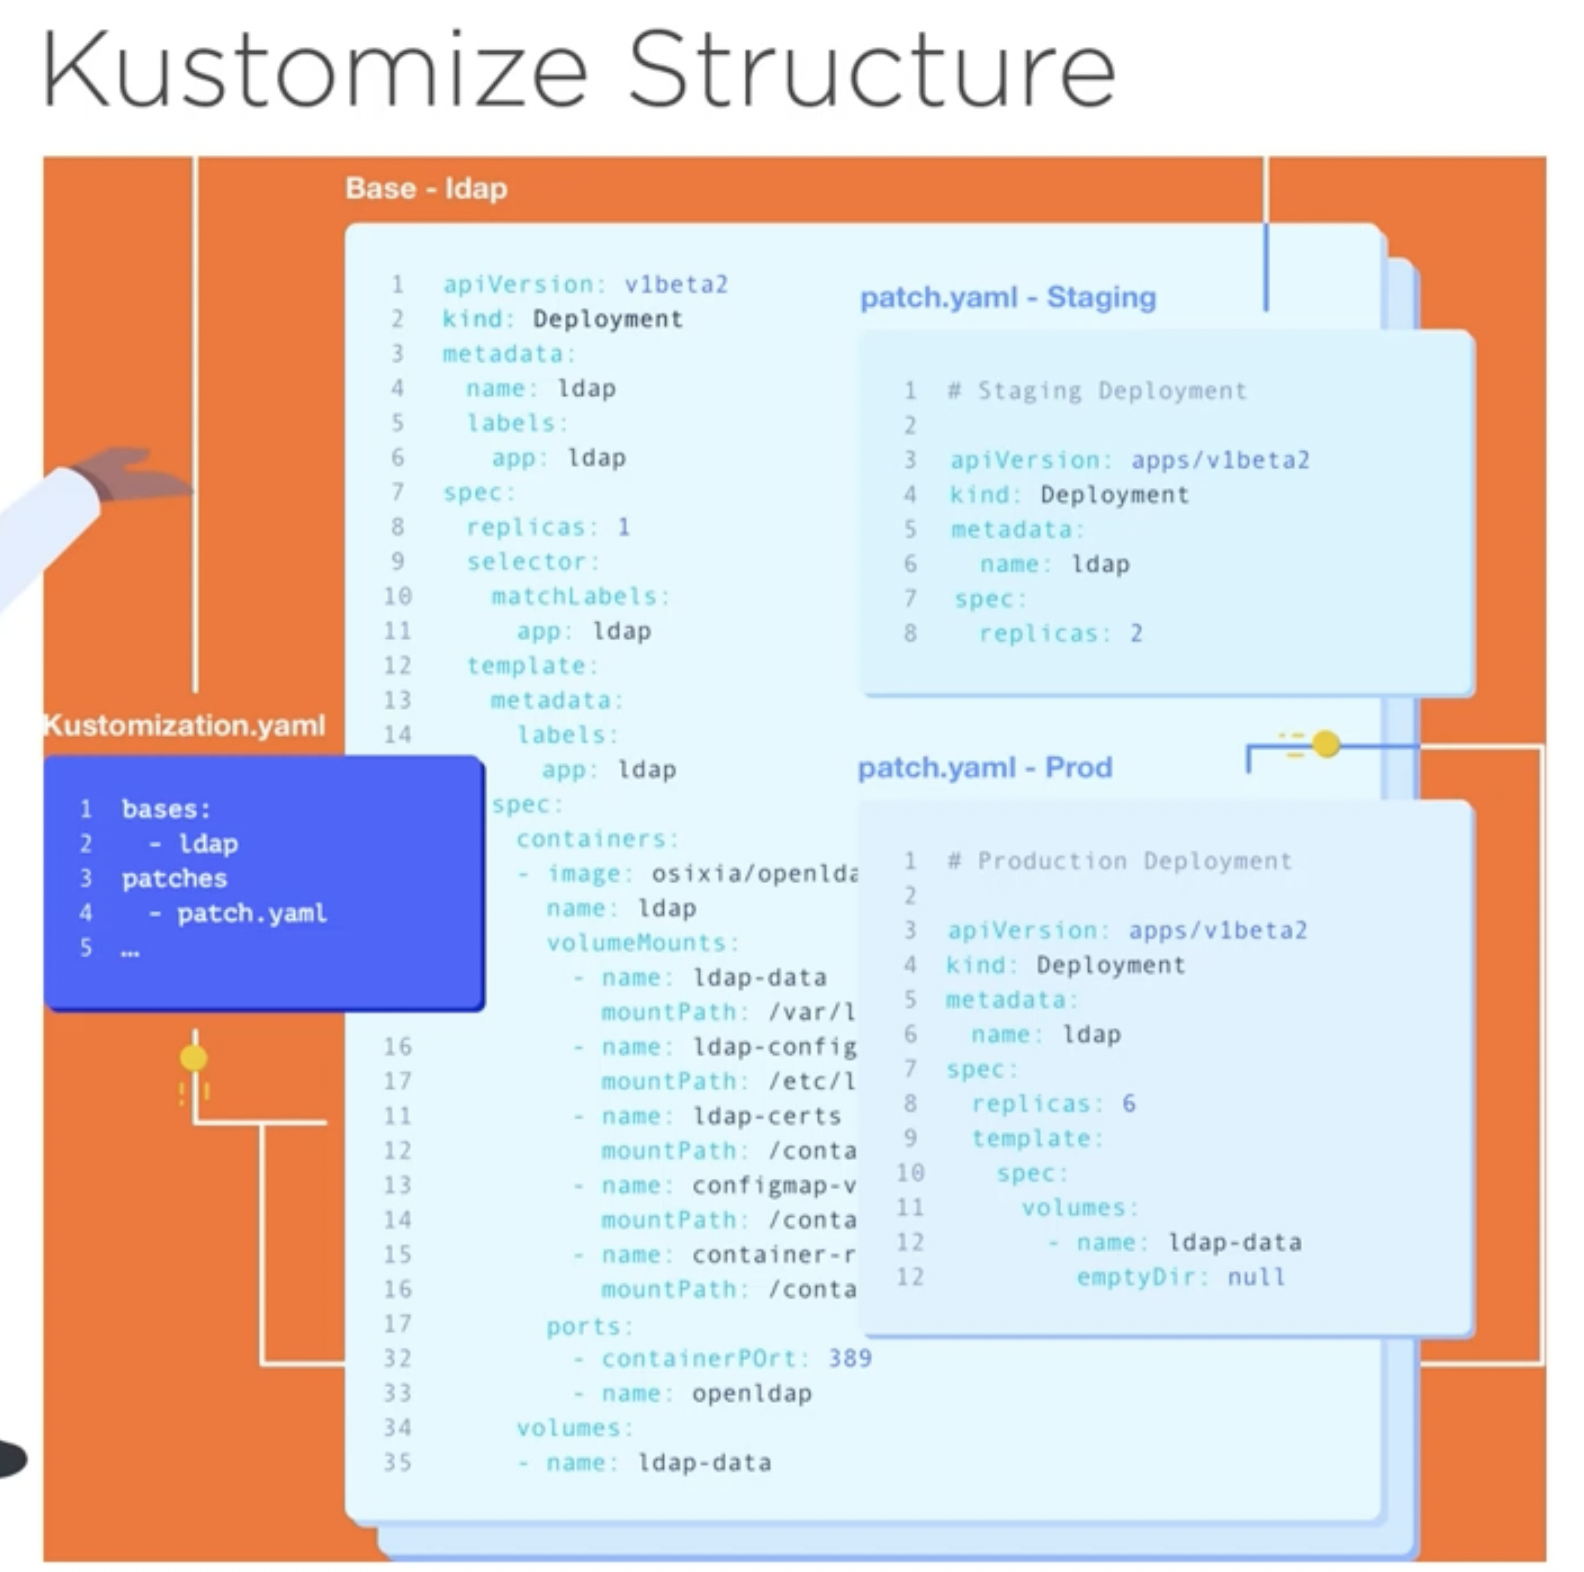 Kustomize Structure
Base - ldap
1 apiVersion: v1beta2
2 kind: Deployment
3 metadata:
4 name: ldap
5 labels:
6 app: ldap
7 spec:
8 replicas: 1
9 selector:
10 matchLabels:
11 app: ldap
12 template:
13 metadata:
14 labels:
app: ldap
spec:
containers:
- image: osixia/openlda
name: ldap
volumeMounts:
- name: ldap-data
mountPath: /var/l
16 - name: ldap-config
17 mountPath: /etc/l
11 - name: ldap-certs
12 mountPath: /conta
13 - name: configmap-v
14 mountPath: /conta
15 - name: container-r
16 mountPath: /conta
17 ports:
32 - containerPOrt: 389
33 - name: openldap
34 volumes:
35 - name: ldap-data
patch.yaml - Staging
1 # Staging Deployment
2
3 apiVersion: apps/v1beta2
4 kind: Deployment
5 metadata:
6 name: ldap
7 spec:
8 replicas: 2
Kustomization.yaml
1 bases:
2 - ldap
3 patches
4 - patch.yaml
5 …
patch.yaml - Prod
1 # Production Deployment
2
3 apiVersion: apps/v1beta2
4 kind: Deployment
5 metadata:
6 name: ldap
7 spec:
8 replicas: 6
9 template:
10 spec:
11 volumes:
12 - name: ldap-data
12 emptyDir: null